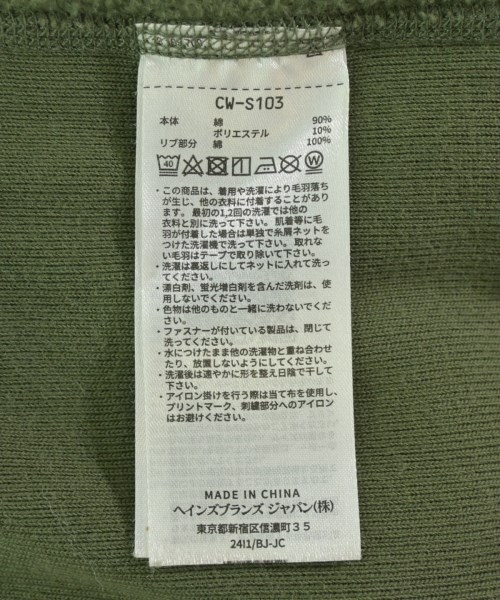 CW-S103
本体 綿 90%
ポリエステル 10%
リブ部分 綿 100%
40 W
・この商品は、着用や洗濯により毛羽落ち
が生じ、他の衣料に付着することがあり
ます。最初の1,2回の洗濯では他の
衣料と別に洗って下さい。肌着等に毛
羽が付着した場合は単独で糸屑ネットを
つけた洗濯機で洗って下さい。取れな
い毛羽はテープで取り除いて下さい。
・洗濯は裏返しにしてネットに入れて洗っ
てください。
・漂白剤、蛍光増白剤を含んだ洗剤は、使
用しないでください。
・色物は他のものと一緒に洗わないでくだ
さい。
・ファスナーが付いている製品は、閉じて
洗ってください。
・水につけたまま他の洗濯物と重ね合わせ
たり、放置しないようにしてください。
・洗濯後は速やかに形を整え日陰で干して
下さい。
・アイロン掛けを行う際は当て布を使用し、
プリントマーク、刺繍部分へのアイロン
はお避けください。
MADE IN CHINA
ヘインズブランズ ジャパン(株)
東京都新宿区信濃町35
24I1/BJ-JC